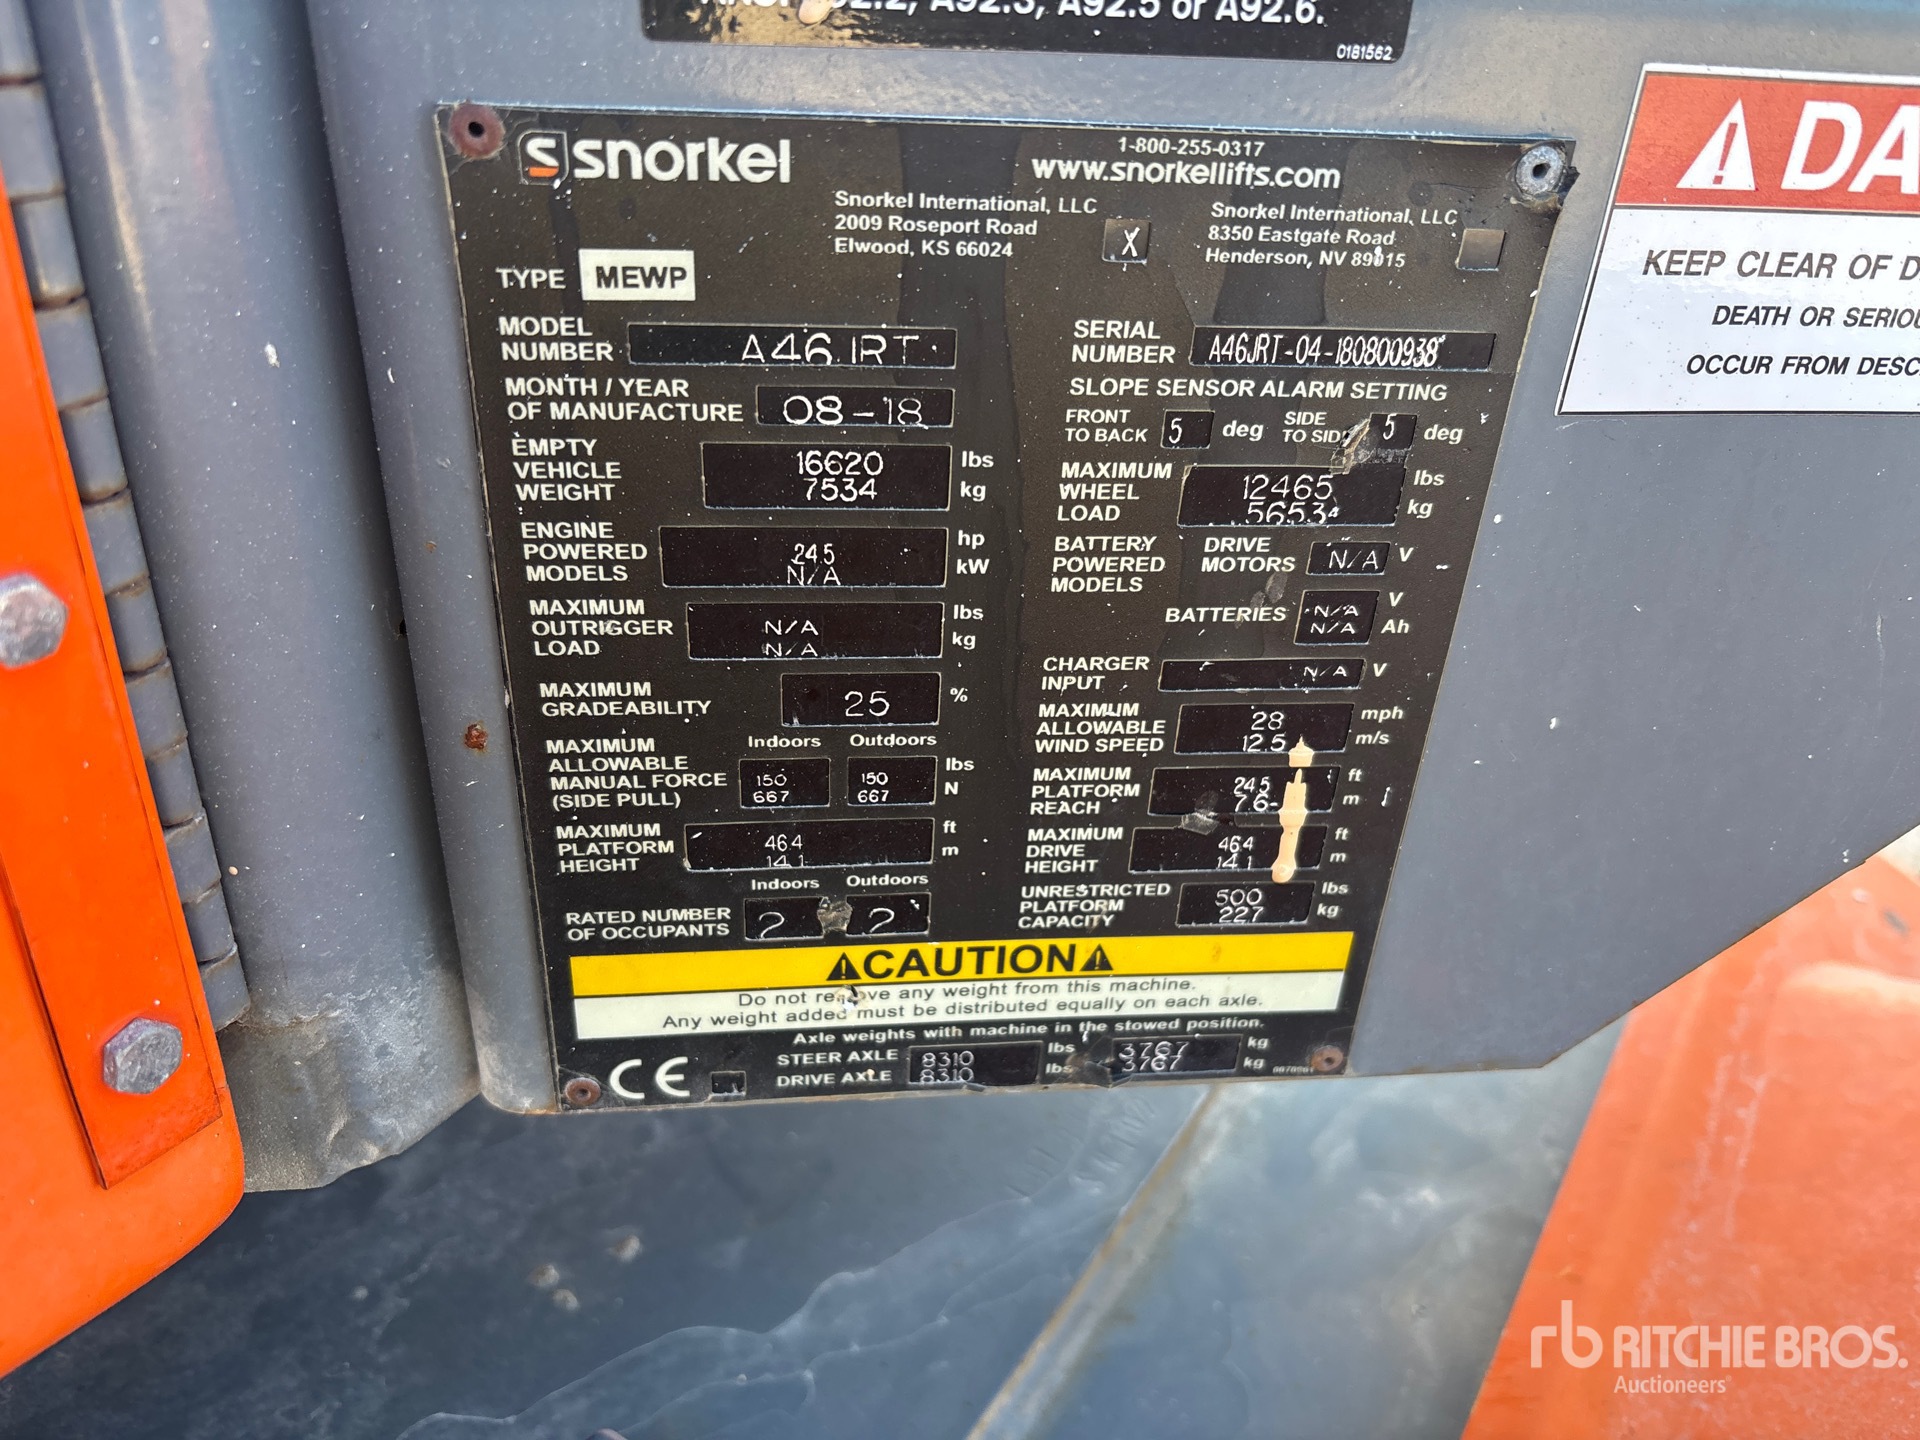 A92.3, A92.5 or A92.6.
0181562
snorkel
1-800-255-0317
www.snorkellifts.com
Snorkel International, LLC
2009 Roseport Road
Elwood, KS 66024
X
Snorkel International, LLC
8350 Eastgate Road
Henderson, NV 89015
TYPE MEWP
MODEL NUMBER A46JRT
SERIAL NUMBER A46JRT-04-180800938
MONTH / YEAR OF MANUFACTURE 08-18
SLOPE SENSOR ALARM SETTING
FRONT TO BACK 5 deg SIDE TO SIDE 5 deg
EMPTY VEHICLE WEIGHT 16620 lbs
7534 kg
MAXIMUM WHEEL LOAD 12465 lbs
5653 kg
ENGINE POWERED MODELS 24.5 hp
N/A kW
BATTERY POWERED MODELS DRIVE MOTORS N/A V
BATTERIES N/A V
N/A Ah
MAXIMUM OUTRIGGER LOAD N/A lbs
N/A kg
CHARGER INPUT N/A V
MAXIMUM GRADEABILITY 25 %
MAXIMUM ALLOWABLE WIND SPEED 28 mph
12.5 m/s
Indoors Outdoors
MAXIMUM ALLOWABLE MANUAL FORCE (SIDE PULL) 150 150 lbs
667 667 N
MAXIMUM PLATFORM REACH 24.5 ft
7.6 m
MAXIMUM PLATFORM HEIGHT 46.4 ft
14.1 m
MAXIMUM DRIVE HEIGHT 46.4 ft
14.1 m
Indoors Outdoors
RATED NUMBER OF OCCUPANTS 2 2
UNRESTRICTED PLATFORM CAPACITY 500 lbs
227 kg
CAUTION
Do not remove any weight from this machine.
Any weight added must be distributed equally on each axle.
Axle weights with machine in the stowed position.
CE
STEER AXLE 8310 lbs 3767 kg
DRIVE AXLE 8310 lbs 3767 kg
DA
KEEP CLEAR OF D
DEATH OR SERIOU
OCCUR FROM DESC
rb RITCHIE BROS.
Auctioneers